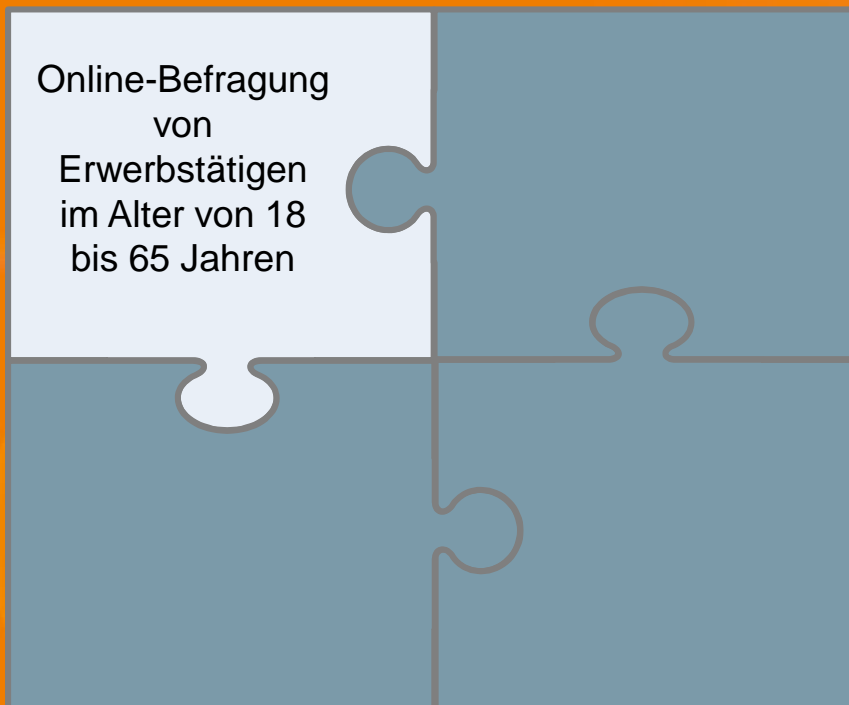 Online-Befragung
von
Erwerbstätigen
im Alter von 18
bis 65 Jahren